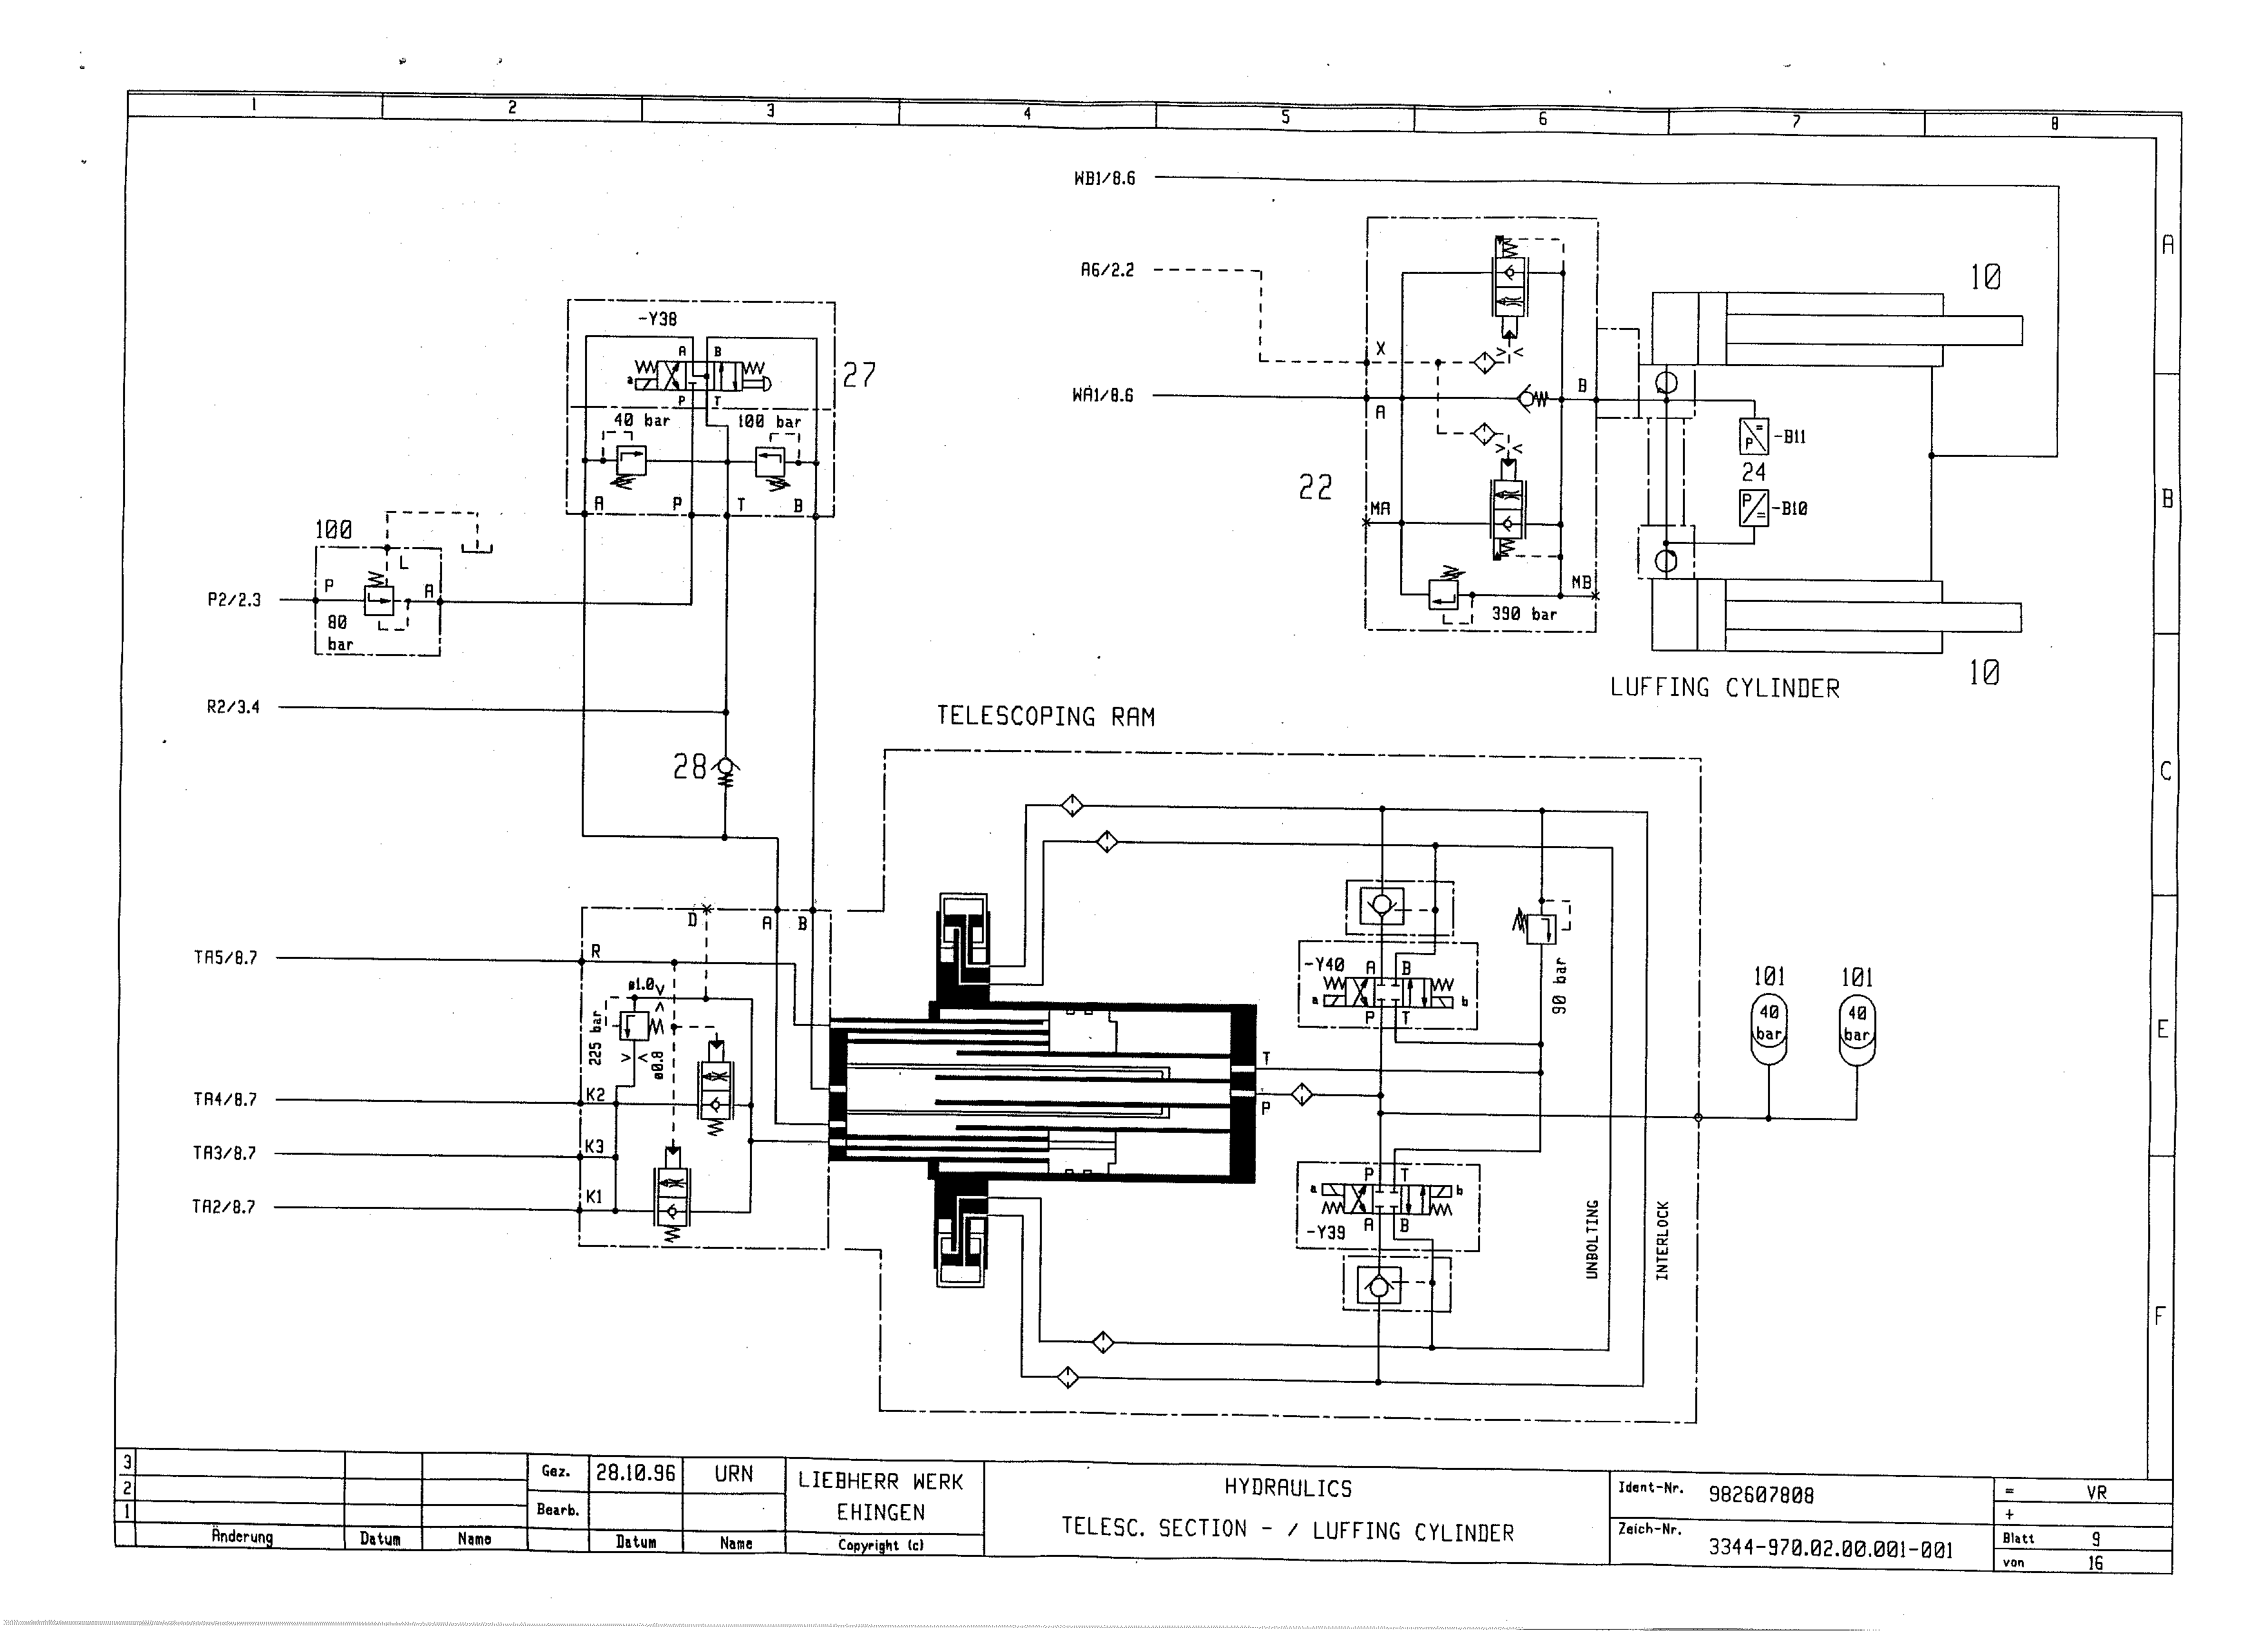 1 2 3 4 5 6 7 8
WB1/8.6
A
A6/2.2
10
-Y38
A B
27
X
a
P T
WA1/8.6
B
A
40 bar 100 bar
-B11
24
22
B
A P T B
MA
-B10
100
L
P
A
MB
P2/2.3
80
bar
390 bar
10
LUFFING CYLINDER
R2/3.4
TELESCOPING RAM
28
C
D A B
TA5/8.7
R
-Y40 A B
90 bar
101 101
ø1.0
a b
40
bar
40
bar
225 bar
P T
E
ø0.8
T
TA4/8.7
K2
P
TA3/8.7
K3
P T
TA2/8.7
K1
a b
-Y39 A B
UNBOLTING
INTERLOCK
F
3
2
1
Änderung Datum Name
Gez. 28.10.96 URN
Bearb.
Datum Name
LIEBHERR WERK
EHINGEN
Copyright (c)
HYDRAULICS
TELESC. SECTION - / LUFFING CYLINDER
Ident-Nr. 982607808
Zeich-Nr. 3344-970.02.00.001-001
= VR
+
Blatt 9
von 16